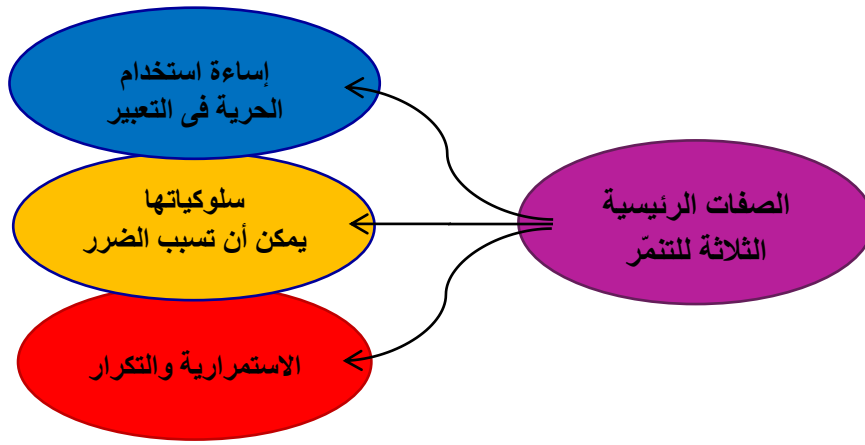 الصفات الرئيسية
الثلاثة للتنمّر
إساءة استخدام
الحرية فى التعبير
سلوكياتها
يمكن أن تسبب الضرر
الاستمرارية والتكرار